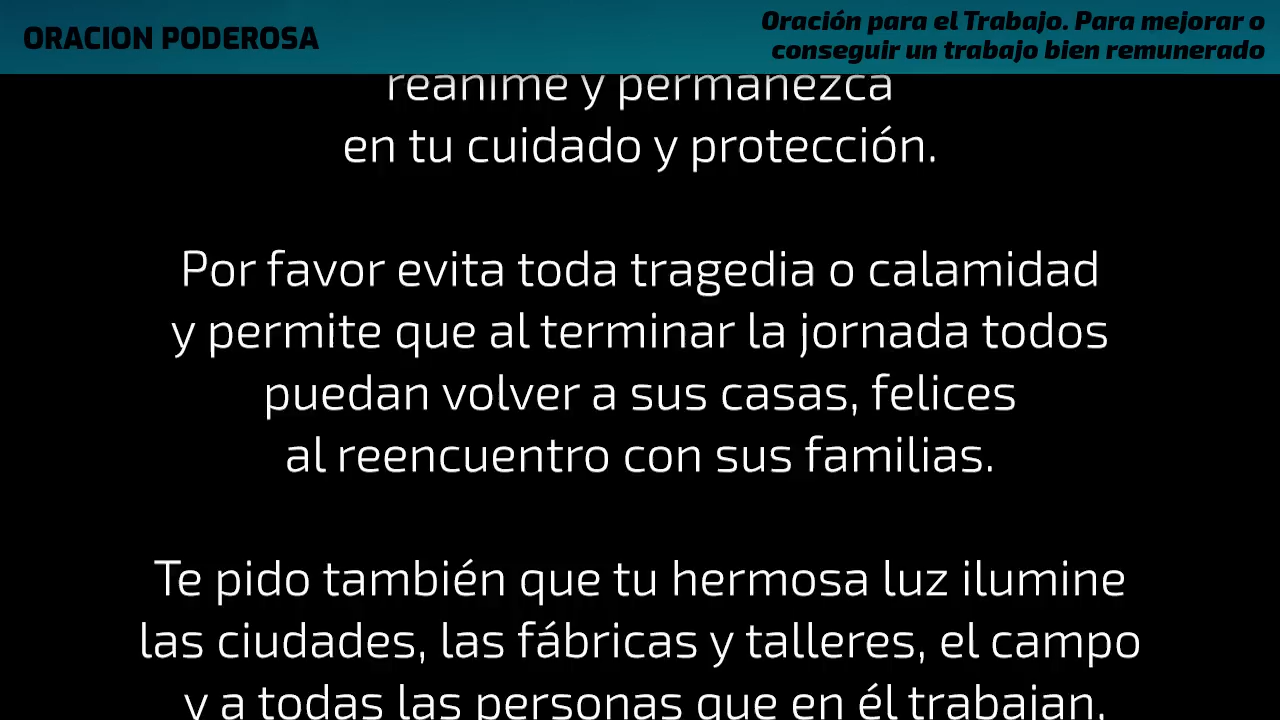 ORACION PODEROSA
Oración para el Trabajo. Para mejorar o
conseguir un trabajo bien remunerado
reanime y permanezca
en tu cuidado y protección.
Por favor evita toda tragedia o calamidad
y permite que al terminar la jornada todos
puedan volver a sus casas, felices
al reencuentro con sus familias.
Te pido también que tu hermosa luz ilumine
las ciudades, las fábricas y talleres, el campo
y a todas las personas que en él trabajan,